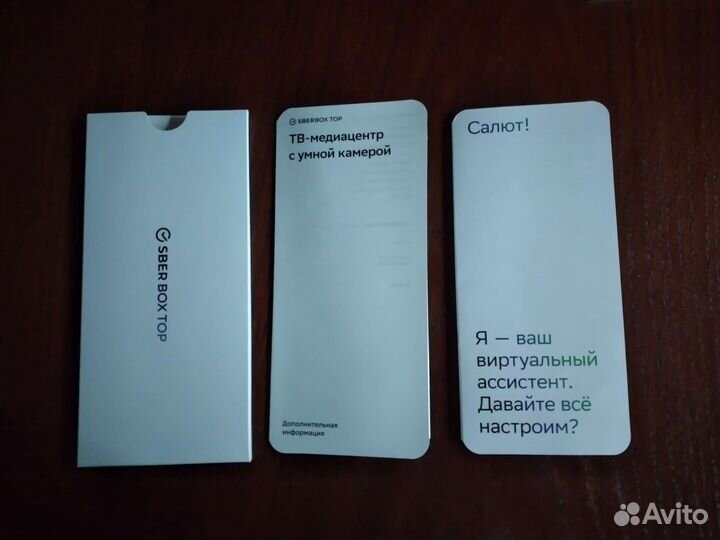 SBER BOX TOP
SBERBOX TOP
ТВ-медиацентр
с умной камерой
Дополнительная
информация
Салют!
Я — ваш
виртуальный
ассистент.
Давайте всё
настроим?
Avito